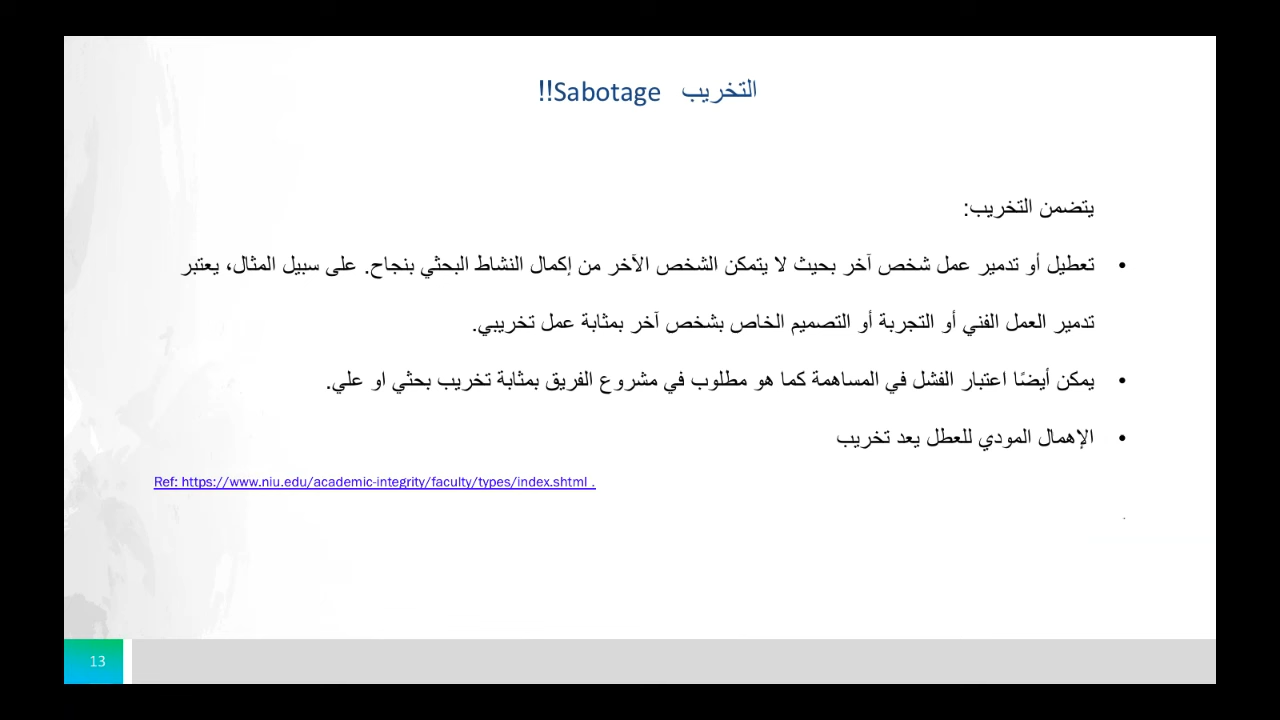 التخريب Sabotage!!
يتضمن التخريب:
• تعطيل أو تدمير عمل شخص آخر بحيث لا يتمكن الشخص الآخر من إكمال النشاط البحثي بنجاح. على سبيل المثال، يعتبر
تدمير العمل الفني أو التجربة أو التصميم الخاص بشخص آخر بمثابة عمل تخريبي.
• يمكن أيضًا اعتبار الفشل في المساهمة كما هو مطلوب في مشروع الفريق بمثابة تخريب بحثي او علي.
• الإهمال المودي للعطل يعد تخريب
Ref: https://www.niu.edu/academic-integrity/faculty/types/index.shtml .
.
13